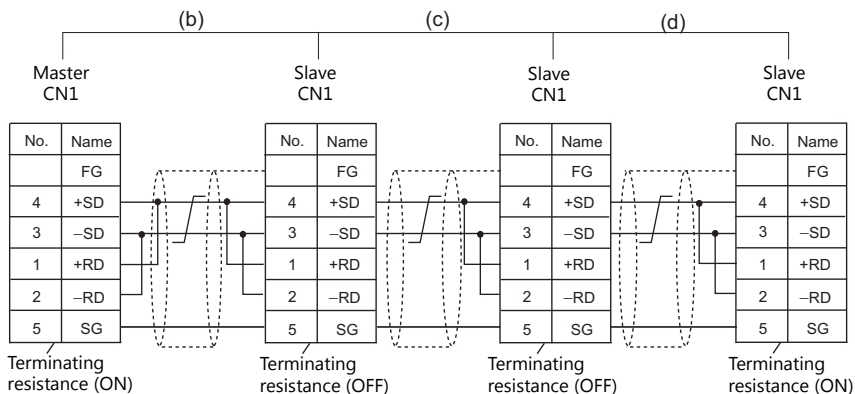 (b) (c) (d)
Master Slave Slave Slave
CN1 CN1 CN1 CN1
No. Name No. Name No. Name No. Name
FG FG FG FG
4 +SD 4 +SD 4 +SD 4 +SD
3 −SD 3 −SD 3 −SD 3 −SD
1 +RD 1 +RD 1 +RD 1 +RD
2 −RD 2 −RD 2 −RD 2 −RD
5 SG 5 SG 5 SG 5 SG
Terminating Terminating Terminating Terminating
resistance (ON) resistance (OFF) resistance (OFF) resistance (ON)